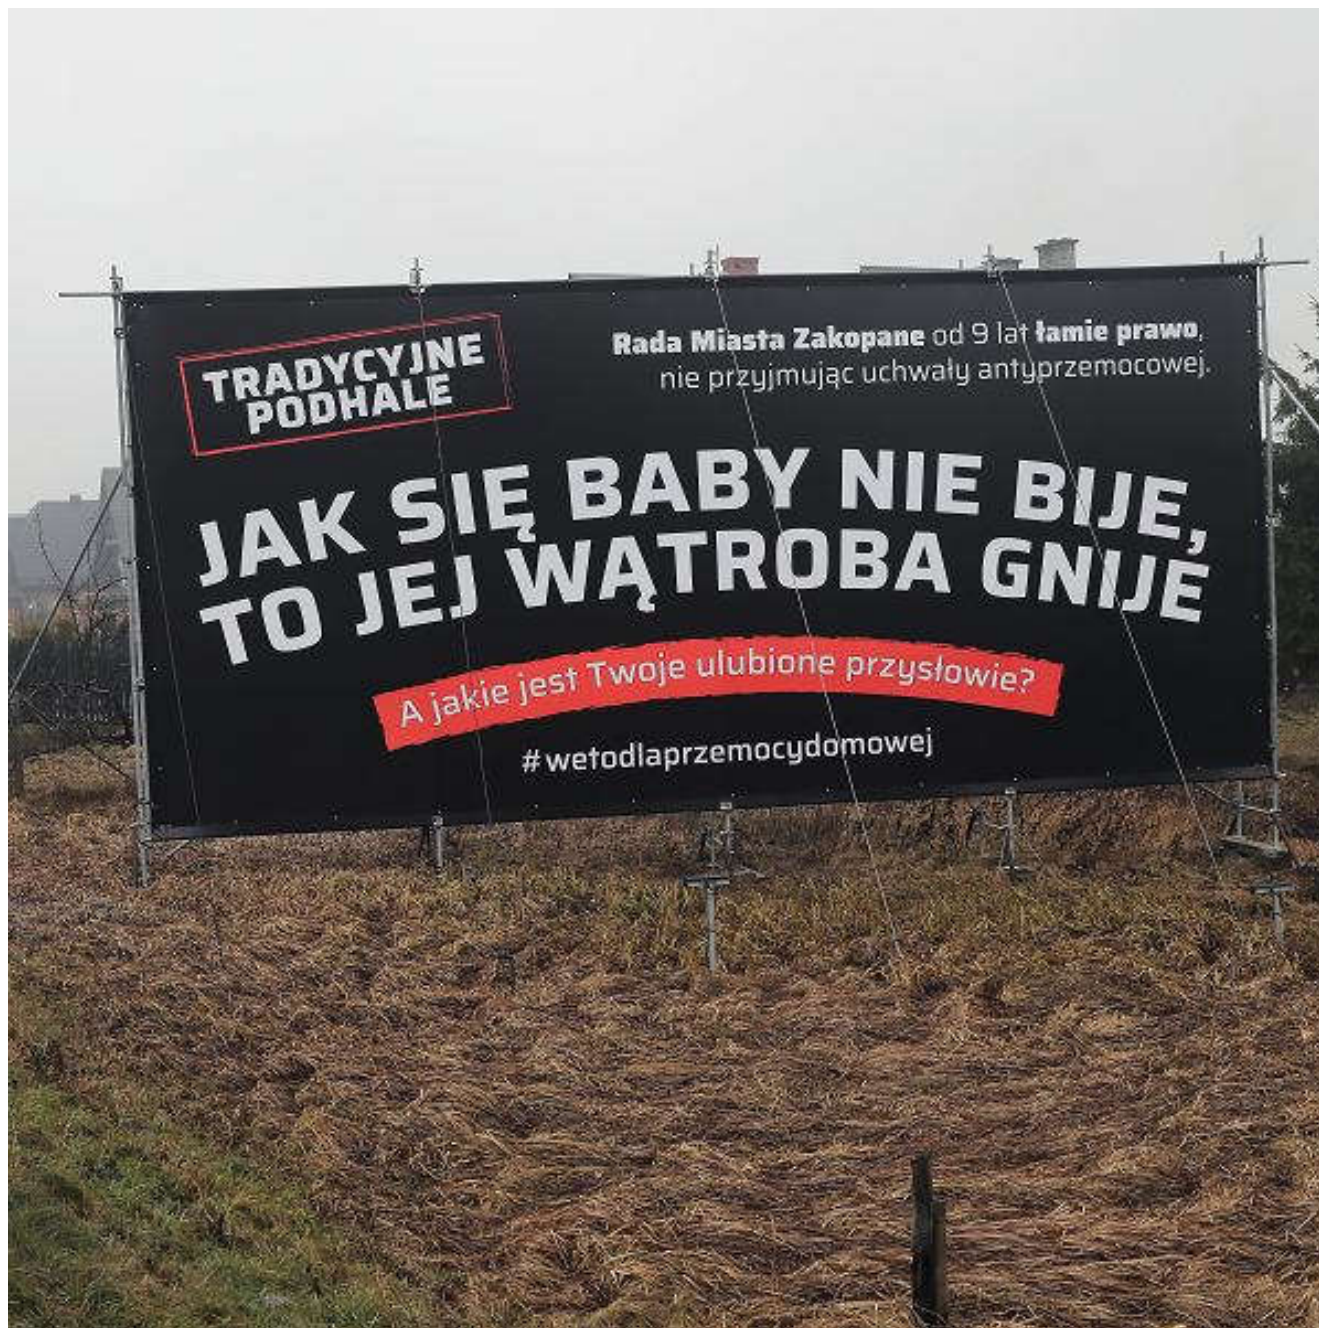 TRADYCYJNE
PODHALE
Rada Miasta Zakopane od 9 lat łamie prawo,
nie przyjmując uchwały antyprzemocowej.
JAK SIĘ BABY NIE BIJE,
TO JEJ WĄTROBA GNIJE
A jakie jest Twoje ulubione przysłowie?
#wetodlaprzemocydomowej